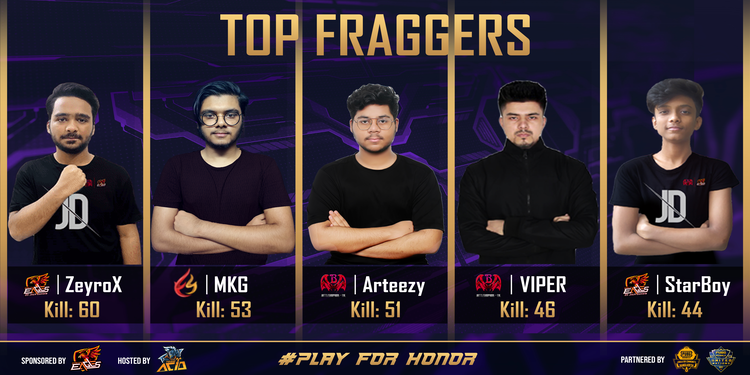 TOP FRAGGERS
JD
JD
ZeyroX
Kill: 60
MKG
Kill: 53
Arteezy
Kill: 51
VIPER
Kill: 46
StarBoy
Kill: 44
SPONSORED BY
HOSTED BY
ACID
#PLAY FOR HONOR
PARTNERED BY